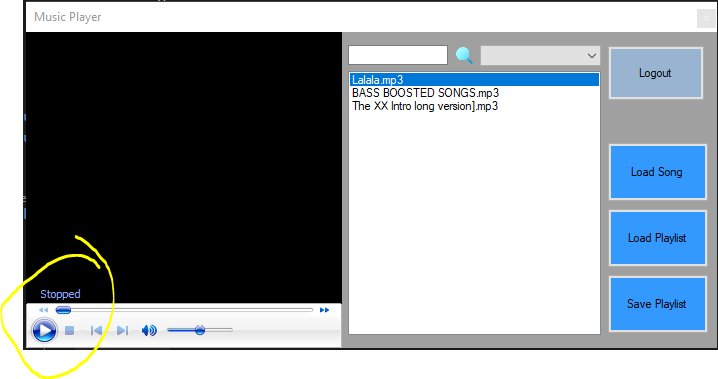 Music Player
x
Logout
Lalala.mp3
BASS BOOSTED SONGS.mp3
The XX Intro long version].mp3
Load Song
Load Playlist
Save Playlist
Stopped